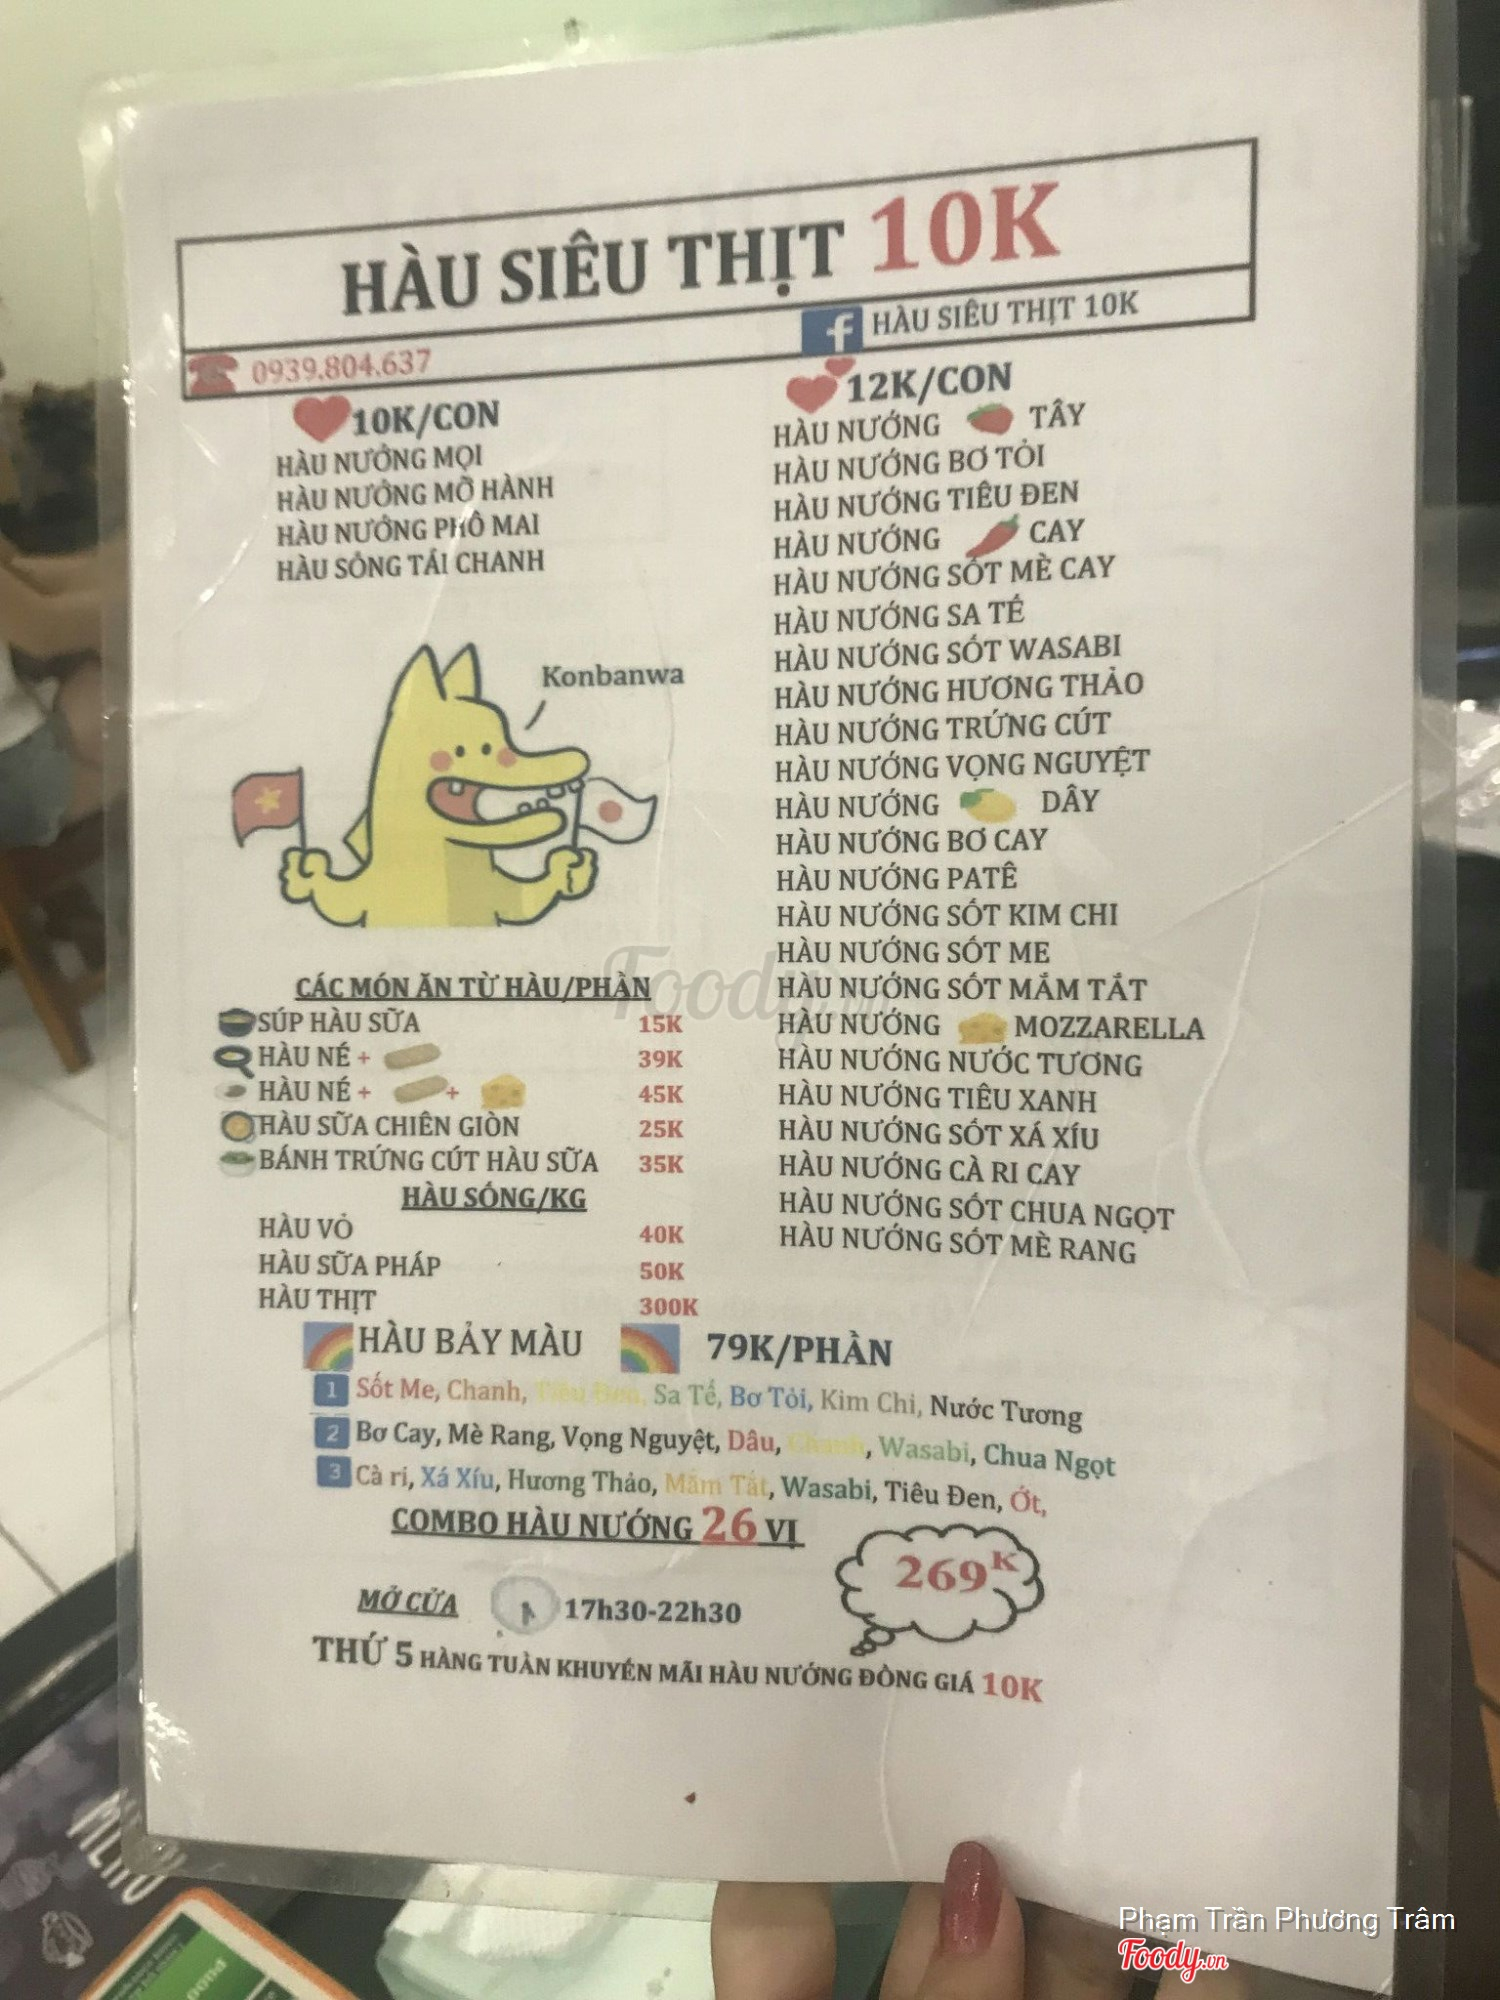 HÀU SIÊU THỊT 10K
HÀU SIÊU THỊT 10K
0939.804.637
10K/CON
HÀU NƯỚNG MỌI
HÀU NƯỚNG MỠ HÀNH
HÀU NƯỚNG PHÔ MAI
HÀU SỐNG TÁI CHANH
Konbanwa
CÁC MÓN ĂN TỪ HÀU/PHẦN
SÚP HÀU SỮA 15K
HÀU NÉ + 39K
HÀU NÉ + + 45K
HÀU SỮA CHIÊN GIÒN 25K
BÁNH TRỨNG CÚT HÀU SỮA 35K
HÀU SỐNG/KG
HÀU VỎ 40K
HÀU SỮA PHÁP 50K
HÀU THỊT 300K
12K/CON
HÀU NƯỚNG TÂY
HÀU NƯỚNG BƠ TỎI
HÀU NƯỚNG TIÊU ĐEN
HÀU NƯỚNG CAY
HÀU NƯỚNG SỐT MÈ CAY
HÀU NƯỚNG SA TẾ
HÀU NƯỚNG SỐT WASABI
HÀU NƯỚNG HƯƠNG THẢO
HÀU NƯỚNG TRỨNG CÚT
HÀU NƯỚNG VỌNG NGUYỆT
HÀU NƯỚNG DÂY
HÀU NƯỚNG BƠ CAY
HÀU NƯỚNG PATÊ
HÀU NƯỚNG SỐT KIM CHI
HÀU NƯỚNG SỐT ME
HÀU NƯỚNG SỐT MẮM TẮT
HÀU NƯỚNG MOZZARELLA
HÀU NƯỚNG NƯỚC TƯƠNG
HÀU NƯỚNG TIÊU XANH
HÀU NƯỚNG SỐT XÁ XÍU
HÀU NƯỚNG CÀ RI CAY
HÀU NƯỚNG SỐT CHUA NGỌT
HÀU NƯỚNG SỐT MÈ RANG
HÀU BẢY MÀU 79K/PHẦN
1 Sốt Me, Chanh, Tiêu Đen, Sa Tế, Bơ Tỏi, Kim Chi, Nước Tương
2 Bơ Cay, Mè Rang, Vọng Nguyệt, Dâu, Chanh, Wasabi, Chua Ngọt
3 Cà ri, Xá Xíu, Hương Thảo, Mắm Tắt, Wasabi, Tiêu Đen, Ớt,
COMBO HÀU NƯỚNG 26 VỊ
269K
MỞ CỬA 17h30-22h30
THỨ 5 HÀNG TUẦN KHUYẾN MÃI HÀU NƯỚNG ĐỒNG GIÁ 10K
Foody.vn
MENU
Phạm Trần Phương Trâm
Foody.vn